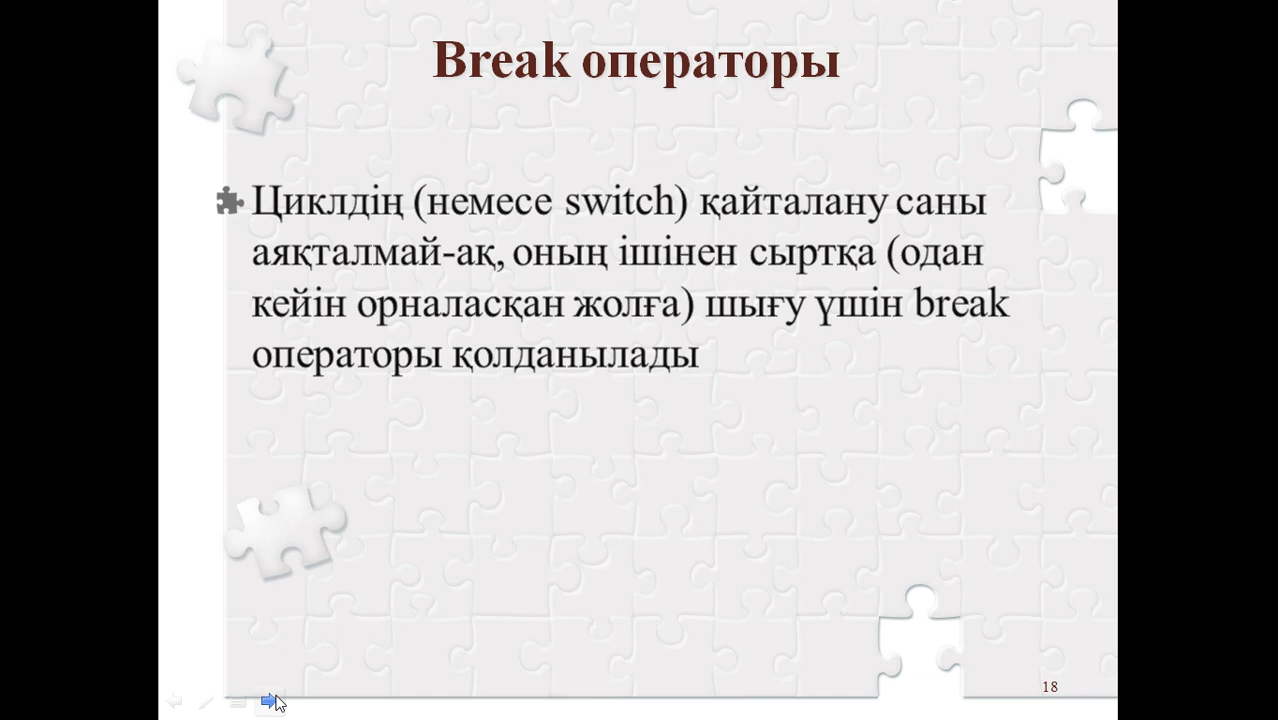 Break операторы
Циклдің (немесе switch) қайталану саны
аяқталмай-ақ, оның ішінен сыртқа (одан
кейін орналасқан жолға) шығу үшін break
операторы қолданылады
18